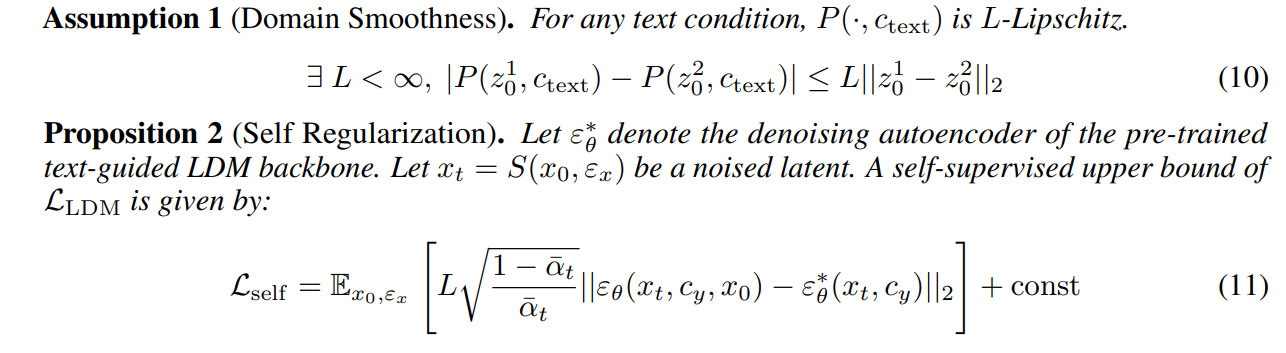 Assumption 1 (Domain Smoothness). For any text condition, P(·, c_text) is L-Lipschitz.
∃ L < ∞, |P(z_0^1, c_text) − P(z_0^2, c_text)| ≤ L||z_0^1 − z_0^2||_2 (10)
Proposition 2 (Self Regularization). Let ε_θ^* denote the denoising autoencoder of the pre-trained
text-guided LDM backbone. Let x_t = S(x_0, ε_x) be a noised latent. A self-supervised upper bound of
ℒ_LDM is given by:
ℒ_self = 𝔼_{x_0,ε_x} [L√((1 − ᾱ_t)/ᾱ_t) ||ε_θ(x_t, c_y, x_0) − ε_θ^*(x_t, c_y)||_2] + const (11)